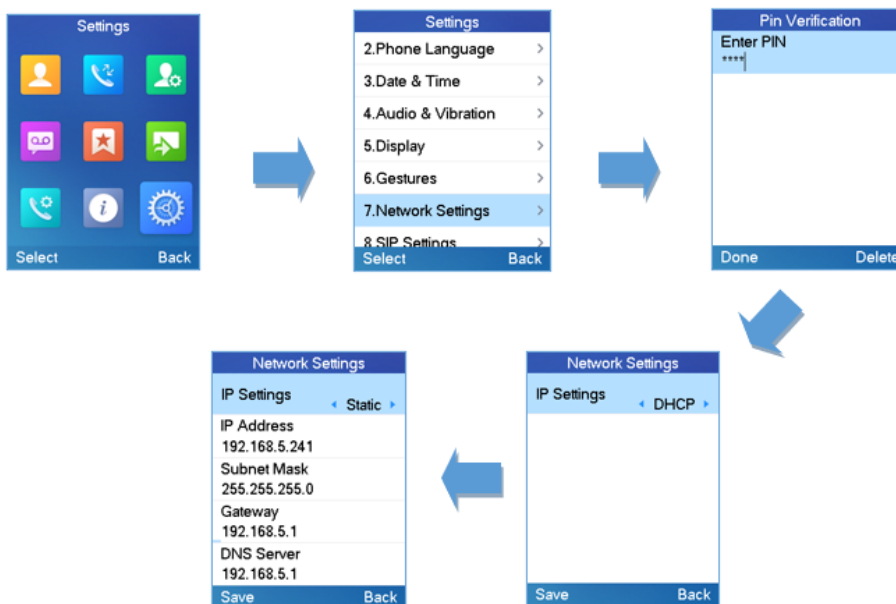 Settings
Select Back
Settings
2.Phone Language
3.Date & Time
4.Audio & Vibration
5.Display
6.Gestures
7.Network Settings
8 SIP Settings
Select Back
Pin Verification
Enter PIN
****
Done Delete
Network Settings
IP Settings
DHCP
Save Back
Network Settings
IP Settings
Static
IP Address
192.168.5.241
Subnet Mask
255.255.255.0
Gateway
192.168.5.1
DNS Server
192.168.5.1
Save Back